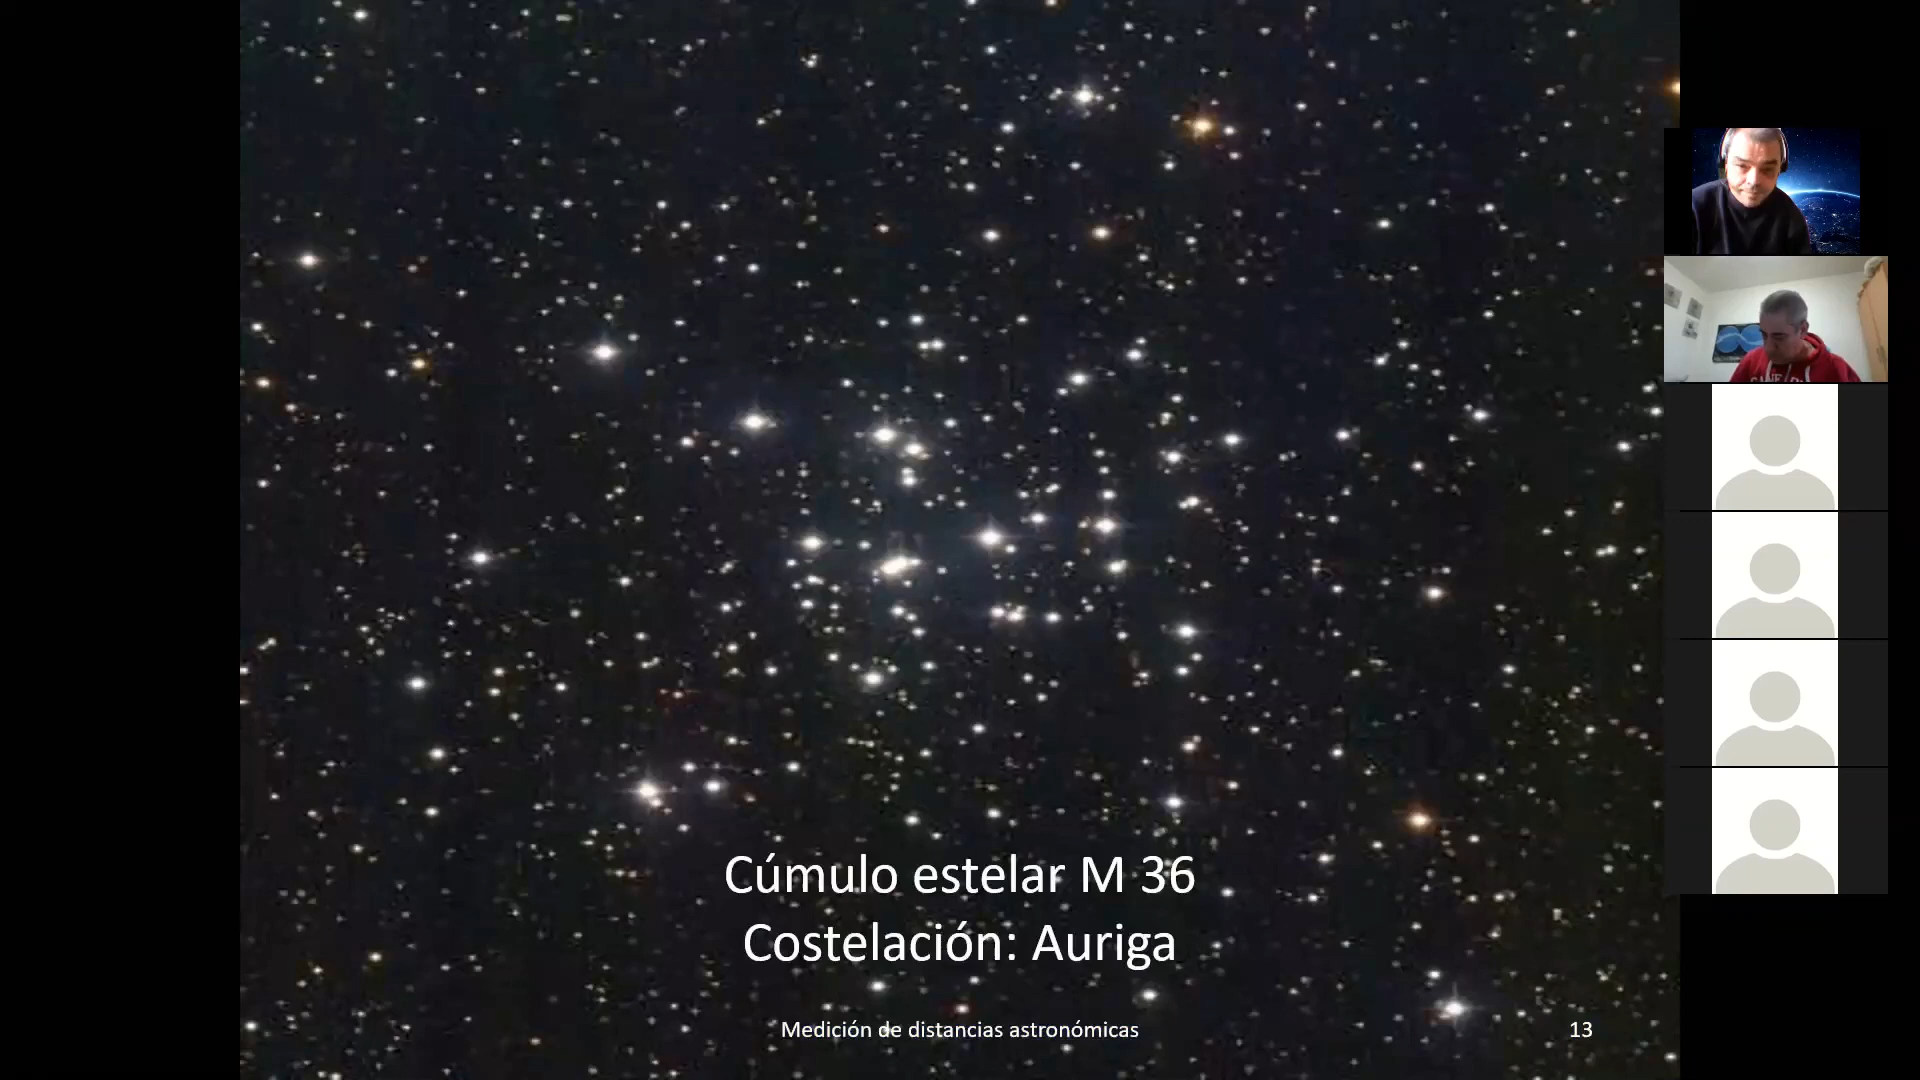 Cúmulo estelar M 36
Costelación: Auriga
Medición de distancias astronómicas
13